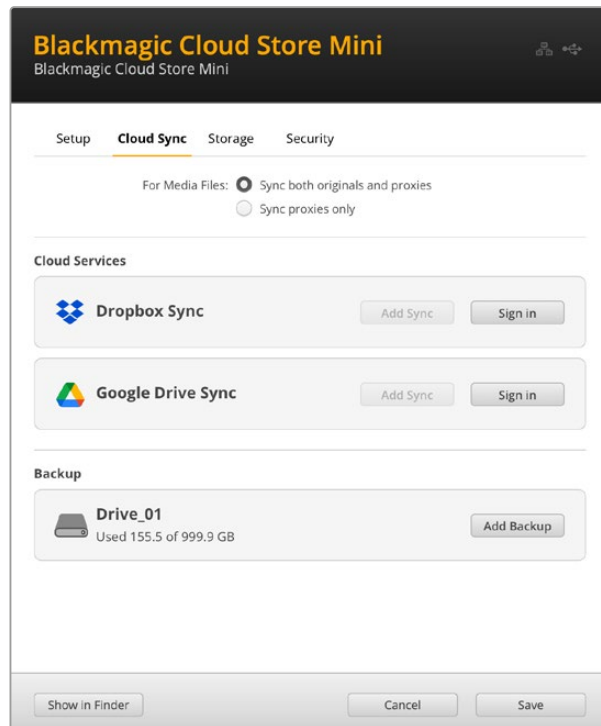 Blackmagic Cloud Store Mini
Blackmagic Cloud Store Mini
Setup Cloud Sync Storage Security
For Media Files: Sync both originals and proxies
Sync proxies only
Cloud Services
Dropbox Sync Add Sync Sign in
Google Drive Sync Add Sync Sign in
Backup
Drive_01
Used 155.5 of 999.9 GB Add Backup
Show in Finder Cancel Save